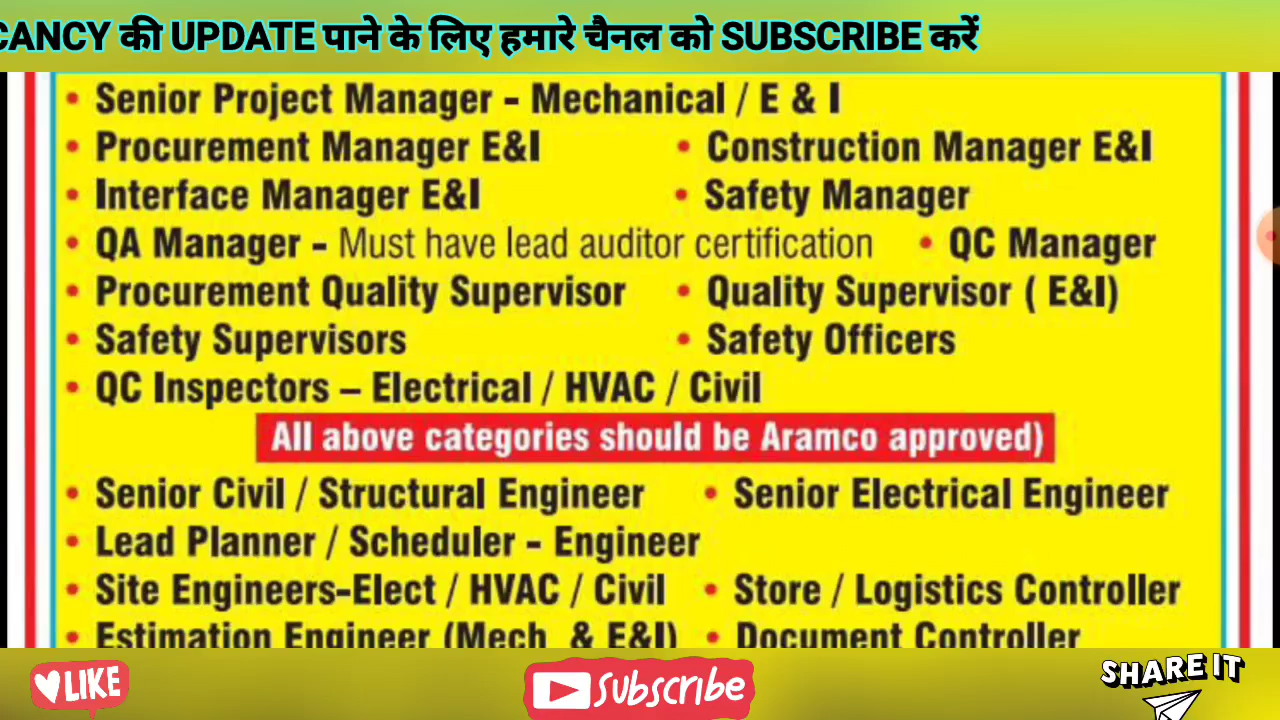 CANCY की UPDATE पाने के लिए हमारे चैनल को SUBSCRIBE करें
• Senior Project Manager - Mechanical / E & I
• Procurement Manager E&I • Construction Manager E&I
• Interface Manager E&I • Safety Manager
• QA Manager - Must have lead auditor certification • QC Manager
• Procurement Quality Supervisor • Quality Supervisor ( E&I)
• Safety Supervisors • Safety Officers
• QC Inspectors – Electrical / HVAC / Civil
All above categories should be Aramco approved)
• Senior Civil / Structural Engineer • Senior Electrical Engineer
• Lead Planner / Scheduler - Engineer
• Site Engineers-Elect / HVAC / Civil • Store / Logistics Controller
• Estimation Engineer (Mech & E&I) • Document Controller
LIKE Subscribe SHARE IT